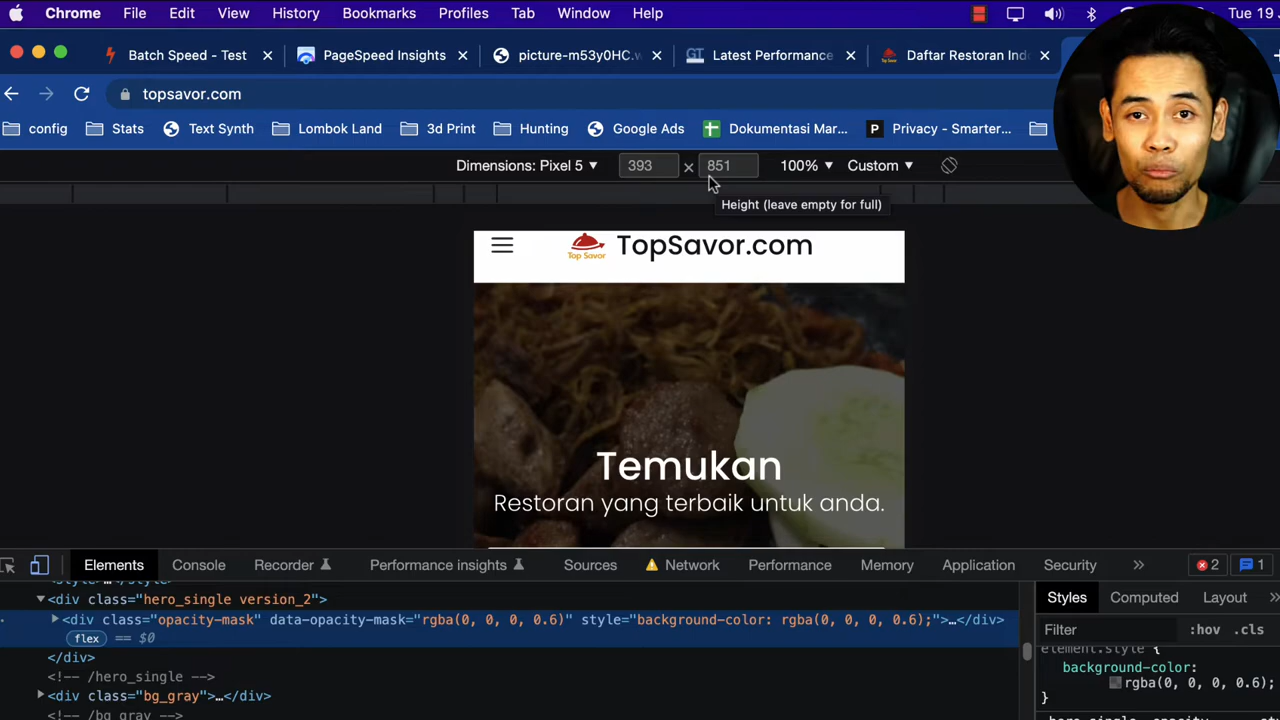 Chrome File Edit View History Bookmarks Profiles Tab Window Help Tue 19
Batch Speed - Test PageSpeed Insights picture-m53y0HC.w GT Latest Performance Daftar Restoran Ind
topsavor.com
config Stats Text Synth Lombok Land 3d Print Hunting Google Ads Dokumentasi Mar... P Privacy - Smarter...
Dimensions: Pixel 5 393 × 851 100% Custom
Height (leave empty for full)
Top Savor TopSavor.com
Temukan
Restoran yang terbaik untuk anda.
Elements Console Recorder Performance insights Sources Network Performance Memory Application Security » 2 1
<div class="hero_single version_2">
<div class="opacity-mask" data-opacity-mask="rgba(0, 0, 0, 0.6)" style="background-color: rgba(0, 0, 0, 0.6);">…</div>
flex == $0
</div>
<!-- /hero_single -->
<div class="bg_gray">…</div>
<!-- /bg_gray -->
Styles Computed Layout »
Filter :hov .cls
element.style {
background-color:
rgba(0, 0, 0, 0.6);
}